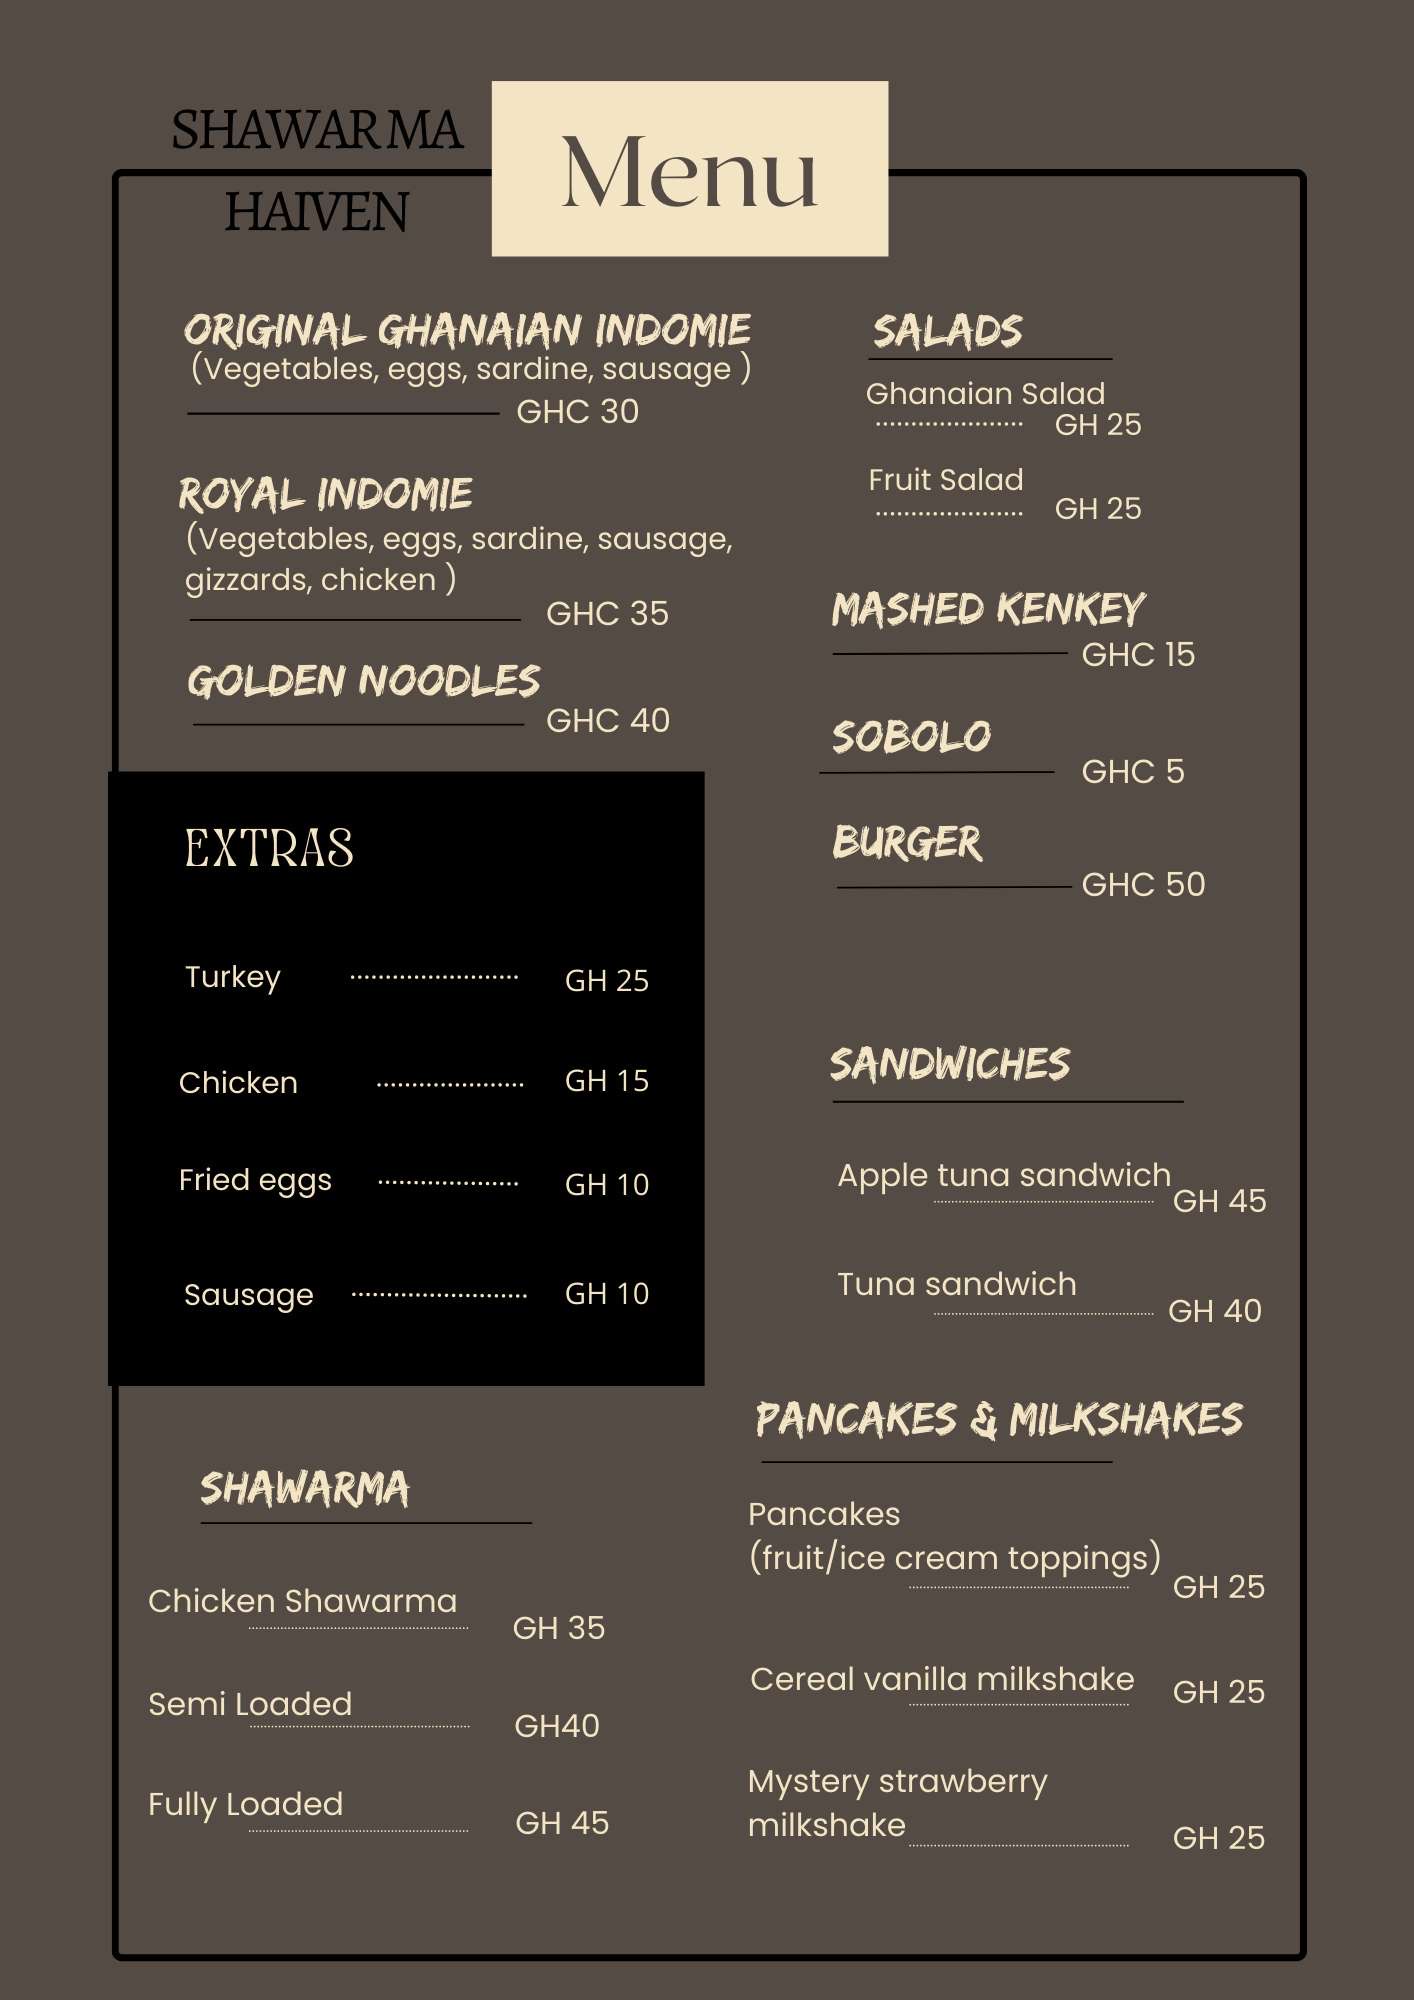 SHAWARMA
HAIVEN
Menu
ORIGINAL GHANAIAN INDOMIE
(Vegetables, eggs, sardine, sausage )
GHC 30
ROYAL INDOMIE
(Vegetables, eggs, sardine, sausage,
gizzards, chicken )
GHC 35
GOLDEN NOODLES
GHC 40
EXTRAS
Turkey GH 25
Chicken GH 15
Fried eggs GH 10
Sausage GH 10
SHAWARMA
Chicken Shawarma
GH 35
Semi Loaded
GH40
Fully Loaded
GH 45
SALADS
Ghanaian Salad
GH 25
Fruit Salad
GH 25
MASHED KENKEY
GHC 15
SOBOLO
GHC 5
BURGER
GHC 50
SANDWICHES
Apple tuna sandwich
GH 45
Tuna sandwich
GH 40
PANCAKES & MILKSHAKES
Pancakes
(fruit/ice cream toppings)
GH 25
Cereal vanilla milkshake GH 25
Mystery strawberry
milkshake GH 25